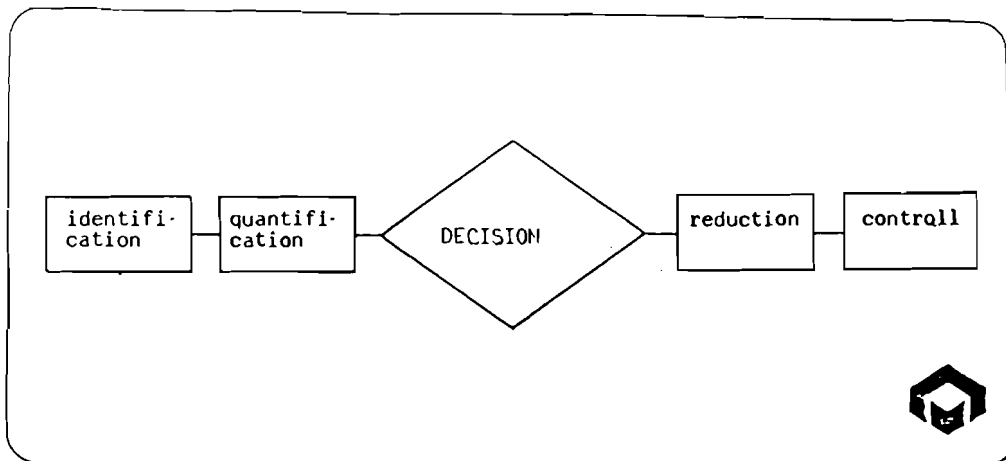 identifi-
cation
quantifi-
cation
DECISION
reduction
controll